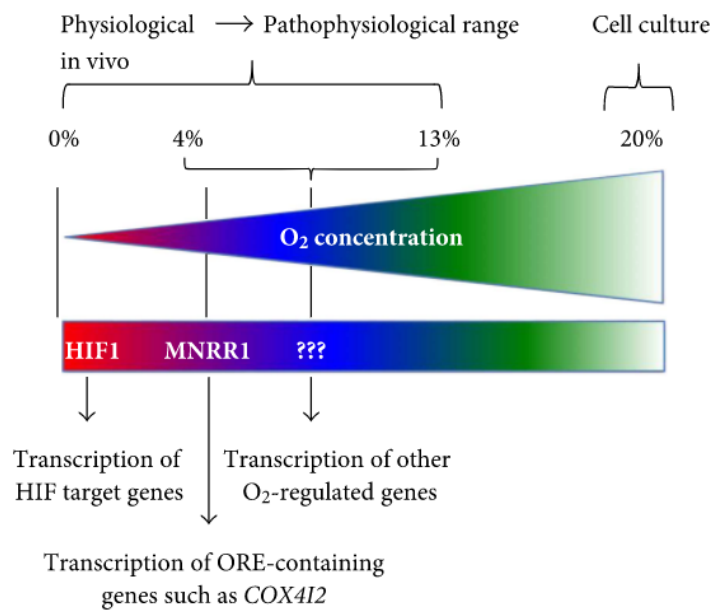 Physiological → Pathophysiological range
in vivo
Cell culture
0% 4% 13% 20%
O₂ concentration
HIF1 MNRR1 ???
Transcription of
HIF target genes
Transcription of other
O₂-regulated genes
Transcription of ORE-containing
genes such as COX4I2